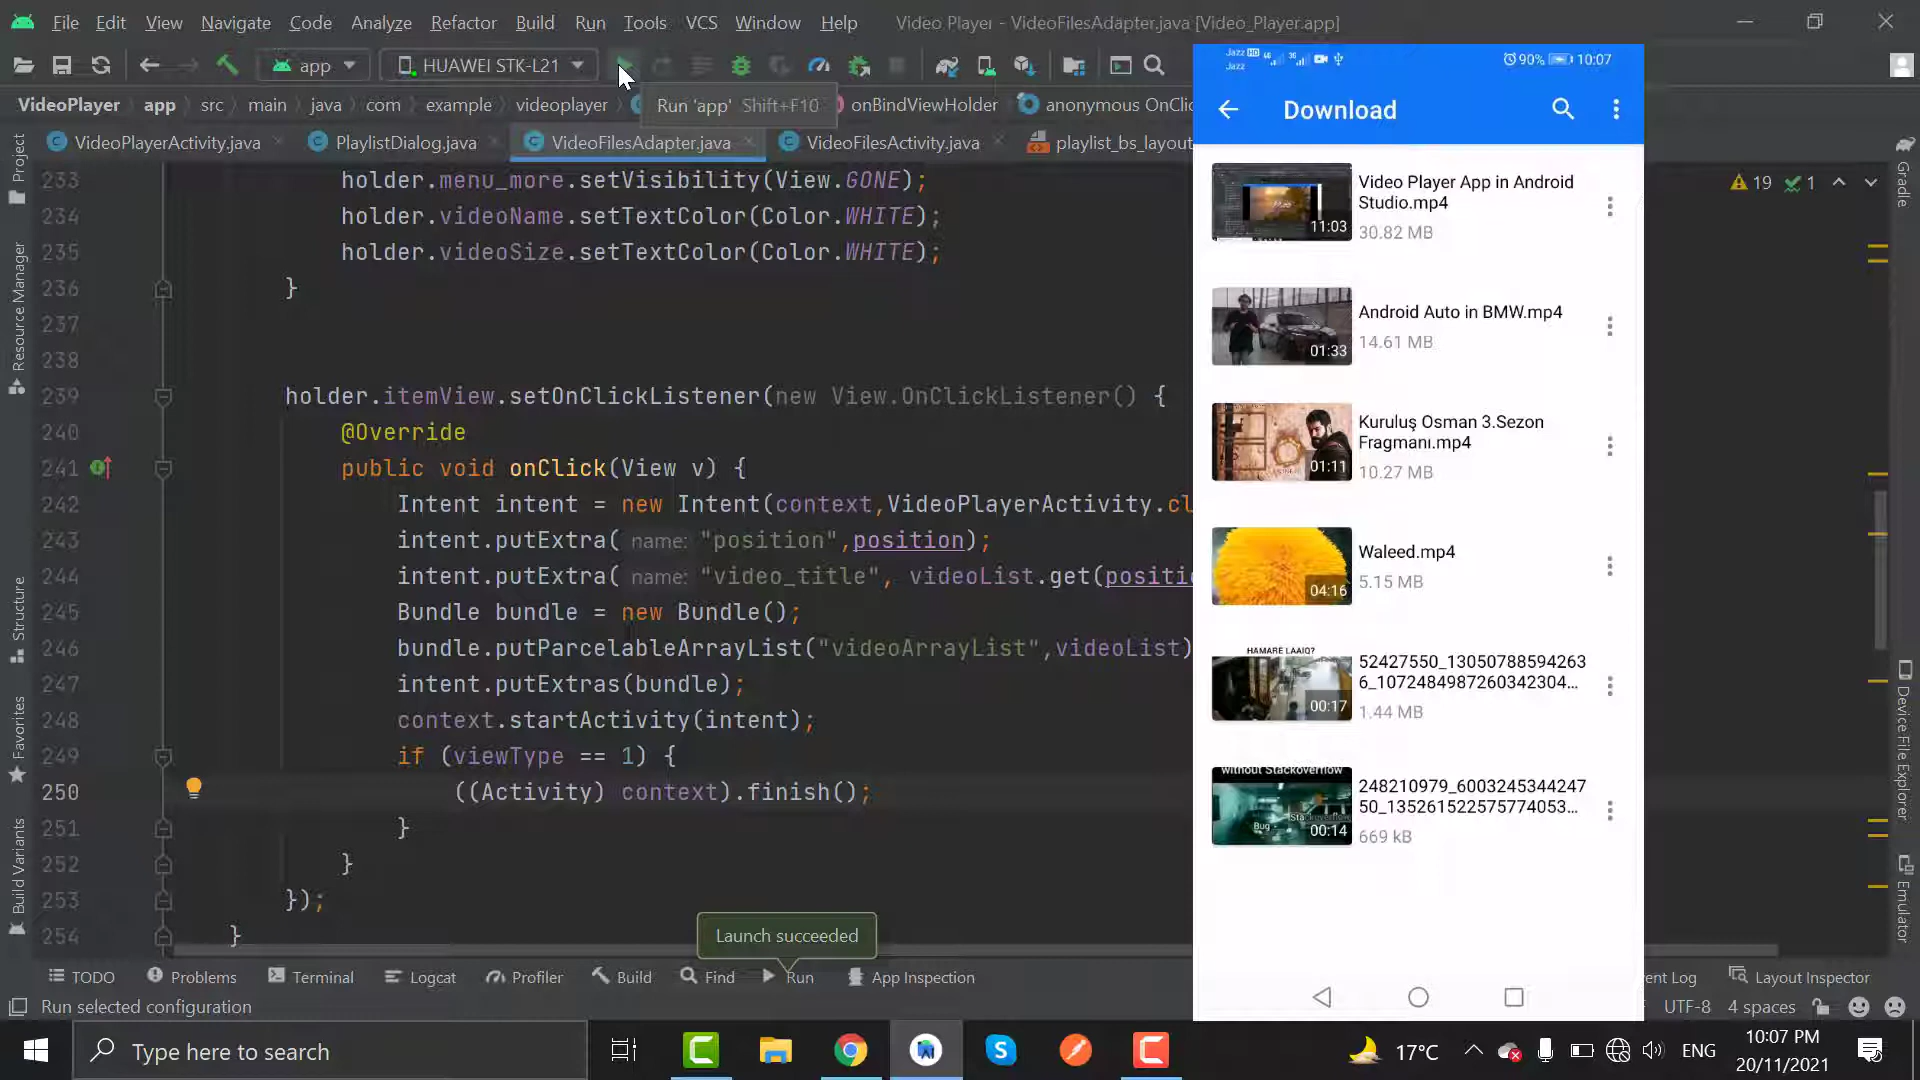 File Edit View Navigate Code Analyze Refactor Build Run Tools VCS Window Help Video Player - VideoFilesAdapter.java [Video_Player.app]
app HUAWEI STK-L21
VideoPlayer app src main java com example videoplayer onBindViewHolder anonymous OnCli
Run 'app' Shift+F10
VideoPlayerActivity.java PlaylistDialog.java VideoFilesAdapter.java VideoFilesActivity.java playlist_bs_layout
19 1
233 holder.menu_more.setVisibility(View.GONE);
234 holder.videoName.setTextColor(Color.WHITE);
235 holder.videoSize.setTextColor(Color.WHITE);
236 }
237
238
239 holder.itemView.setOnClickListener(new View.OnClickListener() {
240 @Override
241 public void onClick(View v) {
242 Intent intent = new Intent(context,VideoPlayerActivity.cl
243 intent.putExtra( name: "position",position);
244 intent.putExtra( name: "video_title", videoList.get(positi
245 Bundle bundle = new Bundle();
246 bundle.putParcelableArrayList("videoArrayList",videoList)
247 intent.putExtras(bundle);
248 context.startActivity(intent);
249 if (viewType == 1) {
250 ((Activity) context).finish();
251 }
252 }
253 });
254 }
Project
Resource Manager
Structure
Favorites
Build Variants
Gradle
Device File Explorer
Emulator
Launch succeeded
Jazz HD
Jazz
90% 10:07
Download
11:03
Video Player App in Android
Studio.mp4
30.82 MB
01:33
Android Auto in BMW.mp4
14.61 MB
01:11
Kuruluş Osman 3.Sezon
Fragmanı.mp4
10.27 MB
04:16
Waleed.mp4
5.15 MB
HAMARE LAAIQ?
00:17
52427550_13050788594263
6_1072484987260342304...
1.44 MB
without Stackoverflow
Bug
00:14
248210979_6003245344247
50_135261522575774053...
669 kB
TODO Problems Terminal Logcat Profiler Build Find Run App Inspection ent Log Layout Inspector
Run selected configuration UTF-8 4 spaces
Type here to search
17°C ENG 10:07 PM
20/11/2021